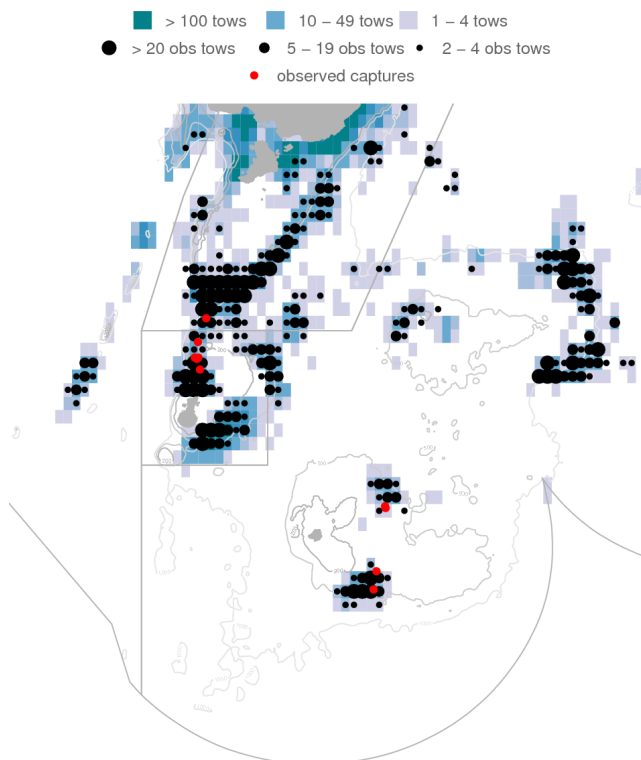 > 100 tows 10 − 49 tows 1 − 4 tows
> 20 obs tows 5 − 19 obs tows 2 − 4 obs tows
observed captures